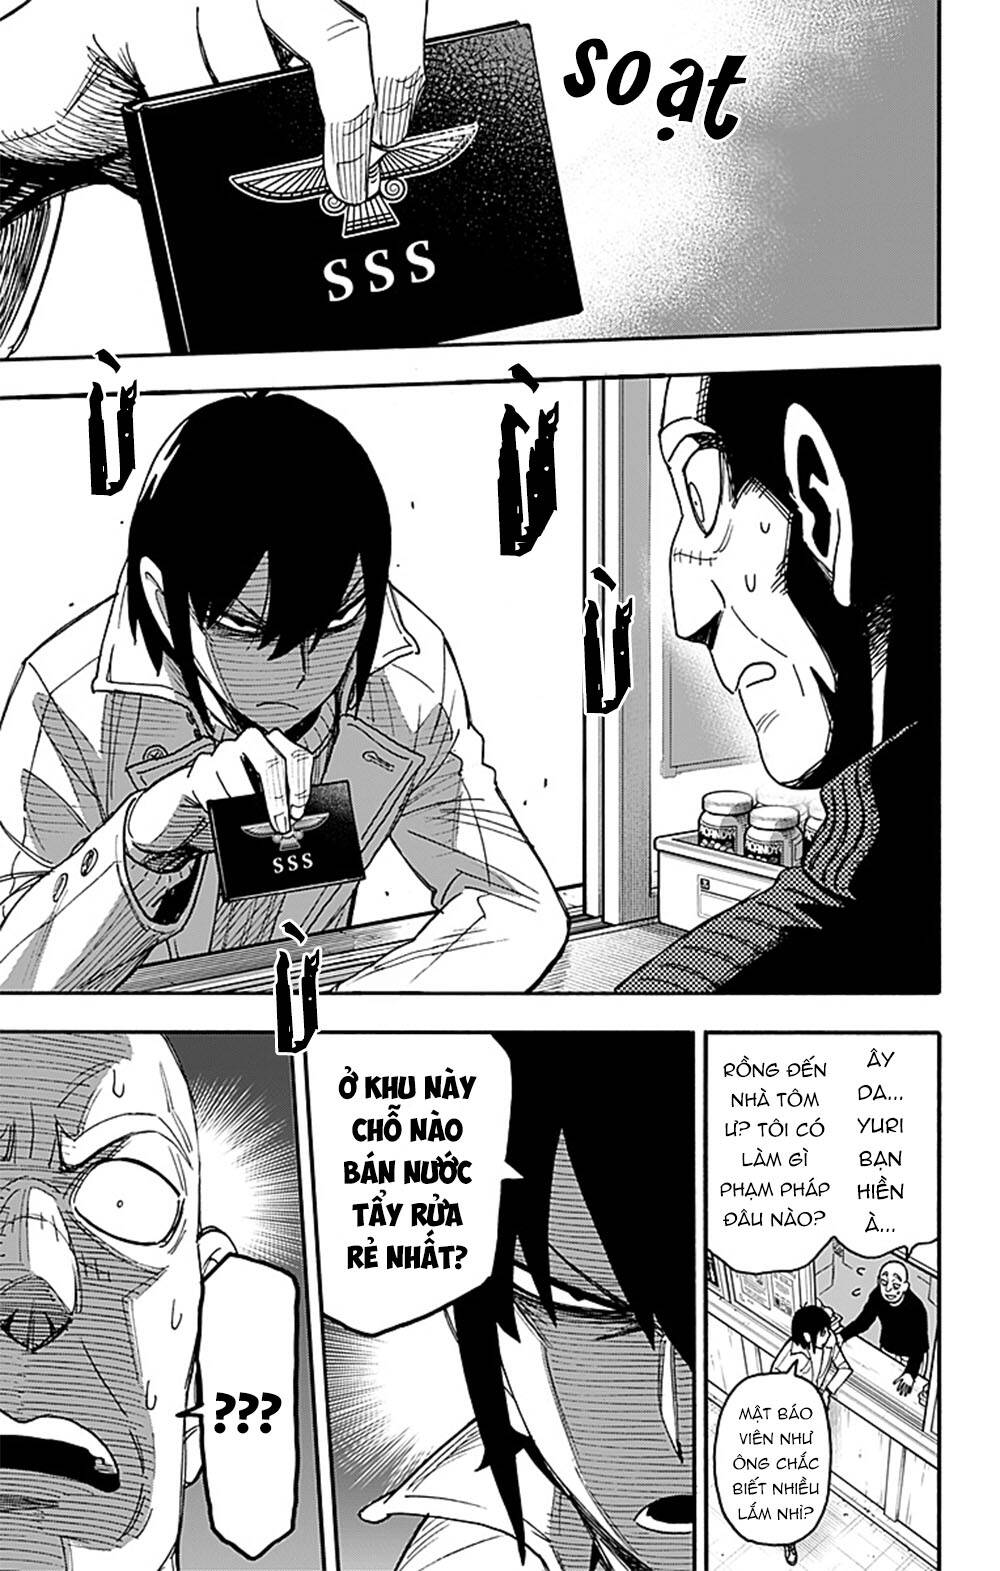 soạt
SSS
Ừ
Ừ
Ừ
SSS
Ừ
ÂY
DA...
YURI
BẠN
HIỀN
À...
RỒNG ĐẾN
NHÀ TÔM
Ư? TÔI CÓ
LÀM GÌ
PHẠM PHÁP
ĐÂU NÀO?
MẬT BÁO
VIÊN NHƯ
ÔNG CHẮC
BIẾT NHIỀU
LẮM NHỈ?
Ở KHU NÀY
CHỖ NÀO
BÁN NƯỚC
TẨY RỬA
RẺ NHẤT?
???